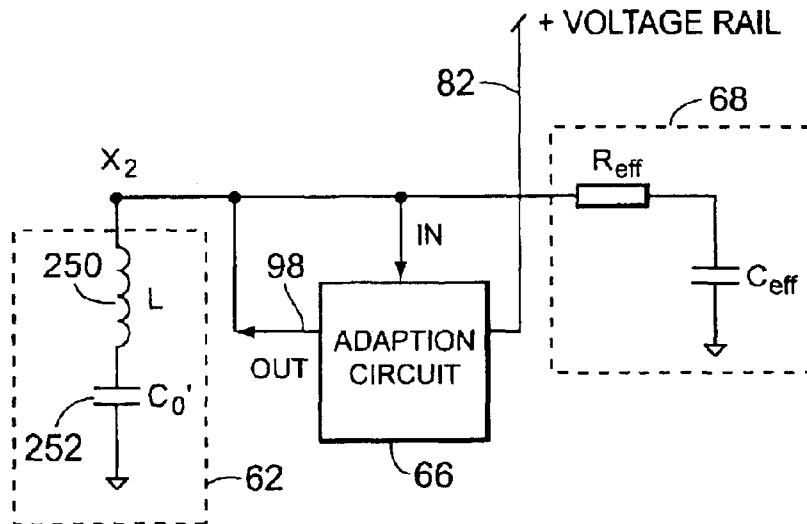 + VOLTAGE RAIL
82
68
X2
Reff
IN
250
L
98
Ceff
ADAPTION
CIRCUIT
OUT
C0'
252
62
66